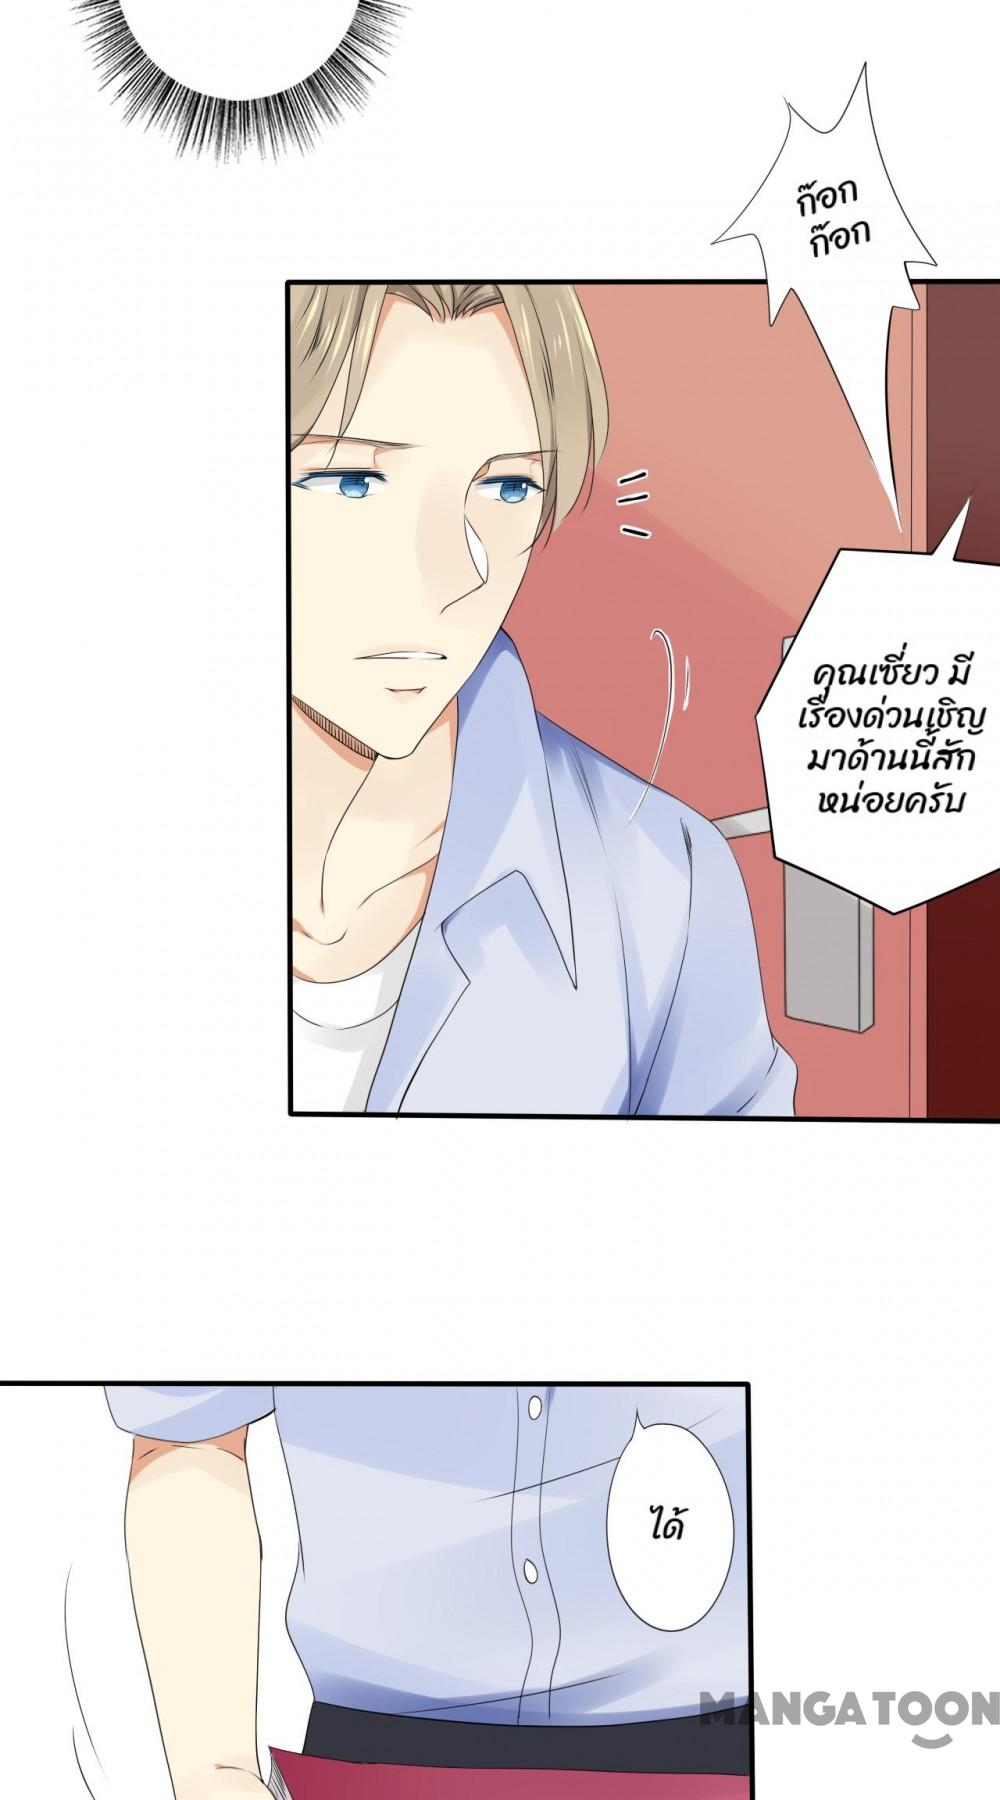 ก๊อก
ก๊อก
คุณเซี่ยว มี
เรื่องด่วนเชิญ
มาด้านนี้สัก
หน่อยครับ
ได้
MANGATOON